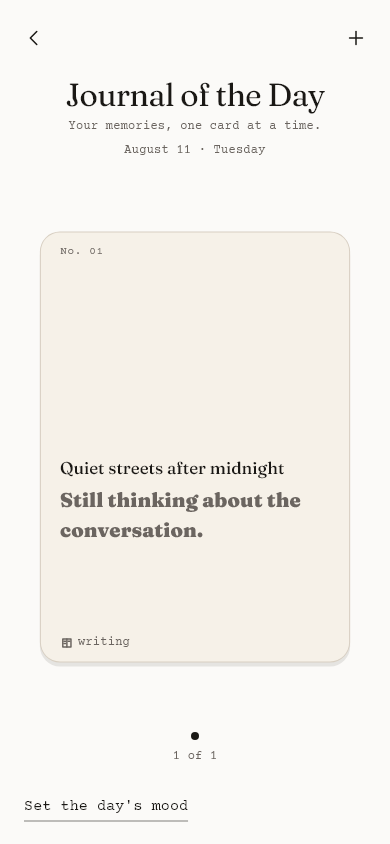 Journal of the Day
Your memories, one card at a time.
August 11 · Tuesday
No. 01
Quiet streets after midnight
Still thinking about the
conversation.
writing
1 of 1
Set the day's mood